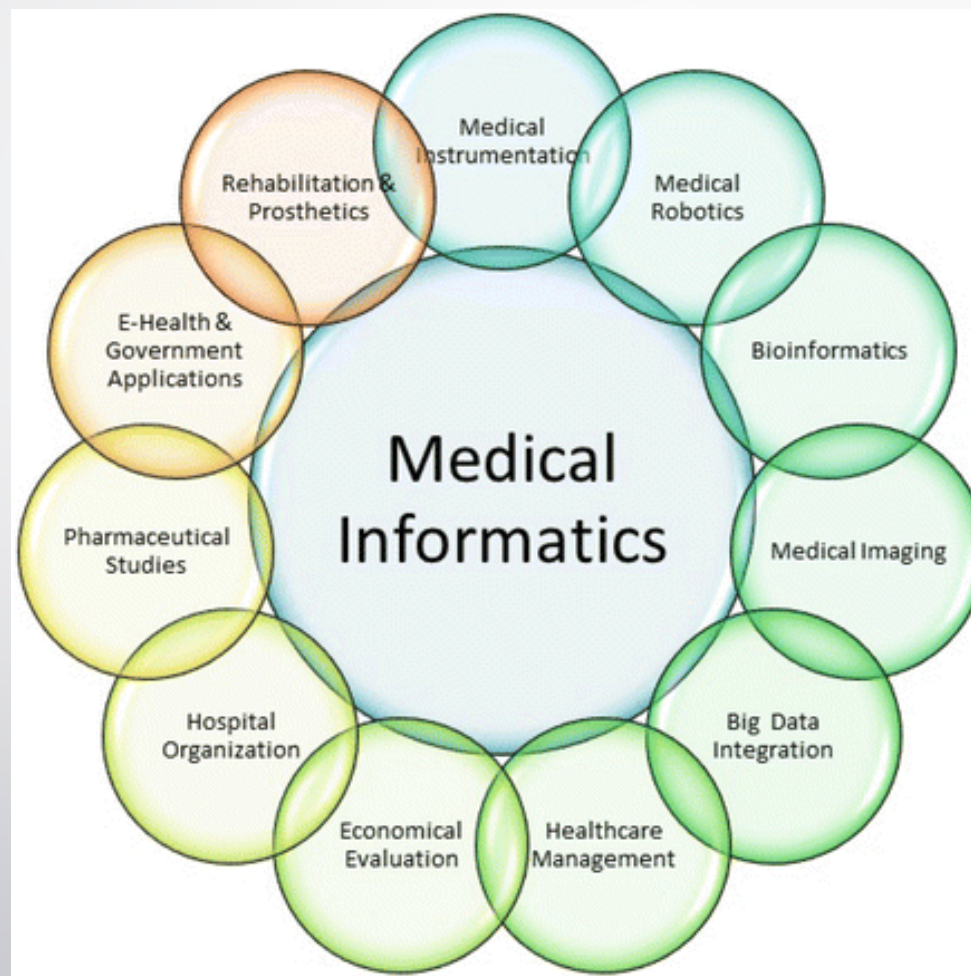 Medical
Instrumentation
Medical
Robotics
Bioinformatics
Medical Imaging
Big Data
Integration
Healthcare
Management
Economical
Evaluation
Hospital
Organization
Pharmaceutical
Studies
E-Health &
Government
Applications
Rehabilitation &
Prosthetics
Medical
Informatics